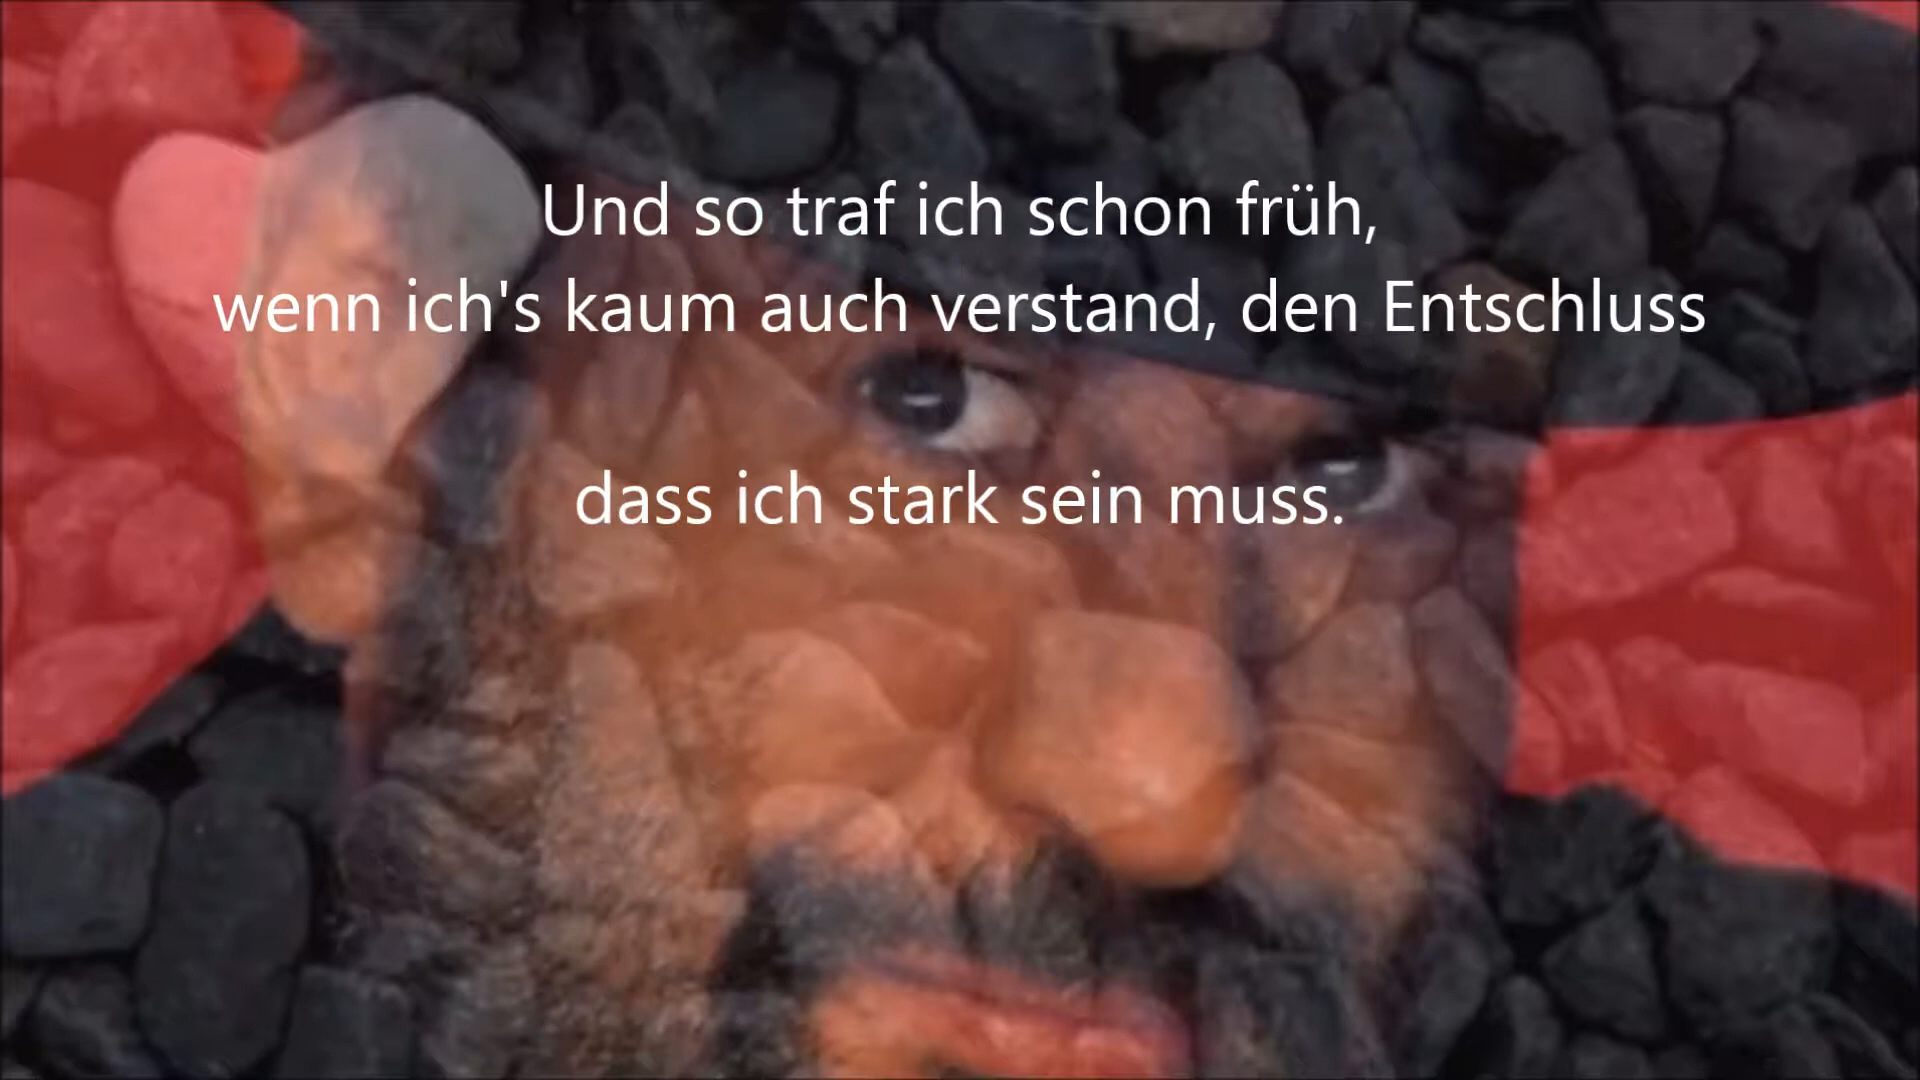 Und so traf ich schon früh,
wenn ich's kaum auch verstand, den Entschluss
dass ich stark sein muss.